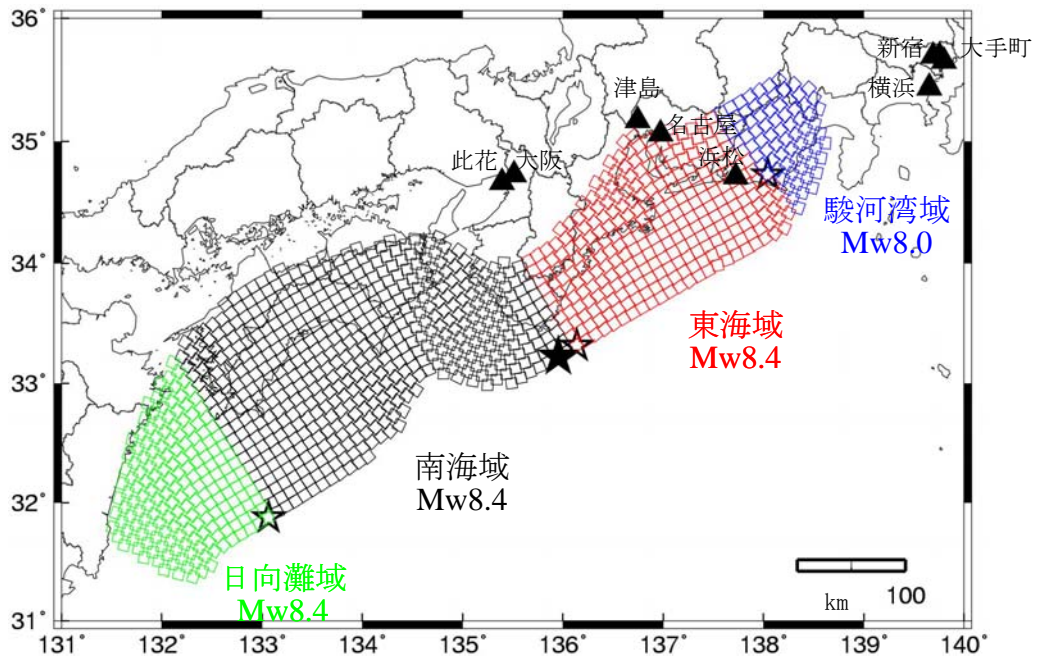 36°
35°
34°
33°
32°
31°
131°
132°
133°
134°
135°
136°
137°
138°
139°
140°
新宿
大手町
横浜
津島
名古屋
浜松
此花
大阪
駿河湾域
Mw8.0
東海域
Mw8.4
南海域
Mw8.4
日向灘域
Mw8.4
km
100